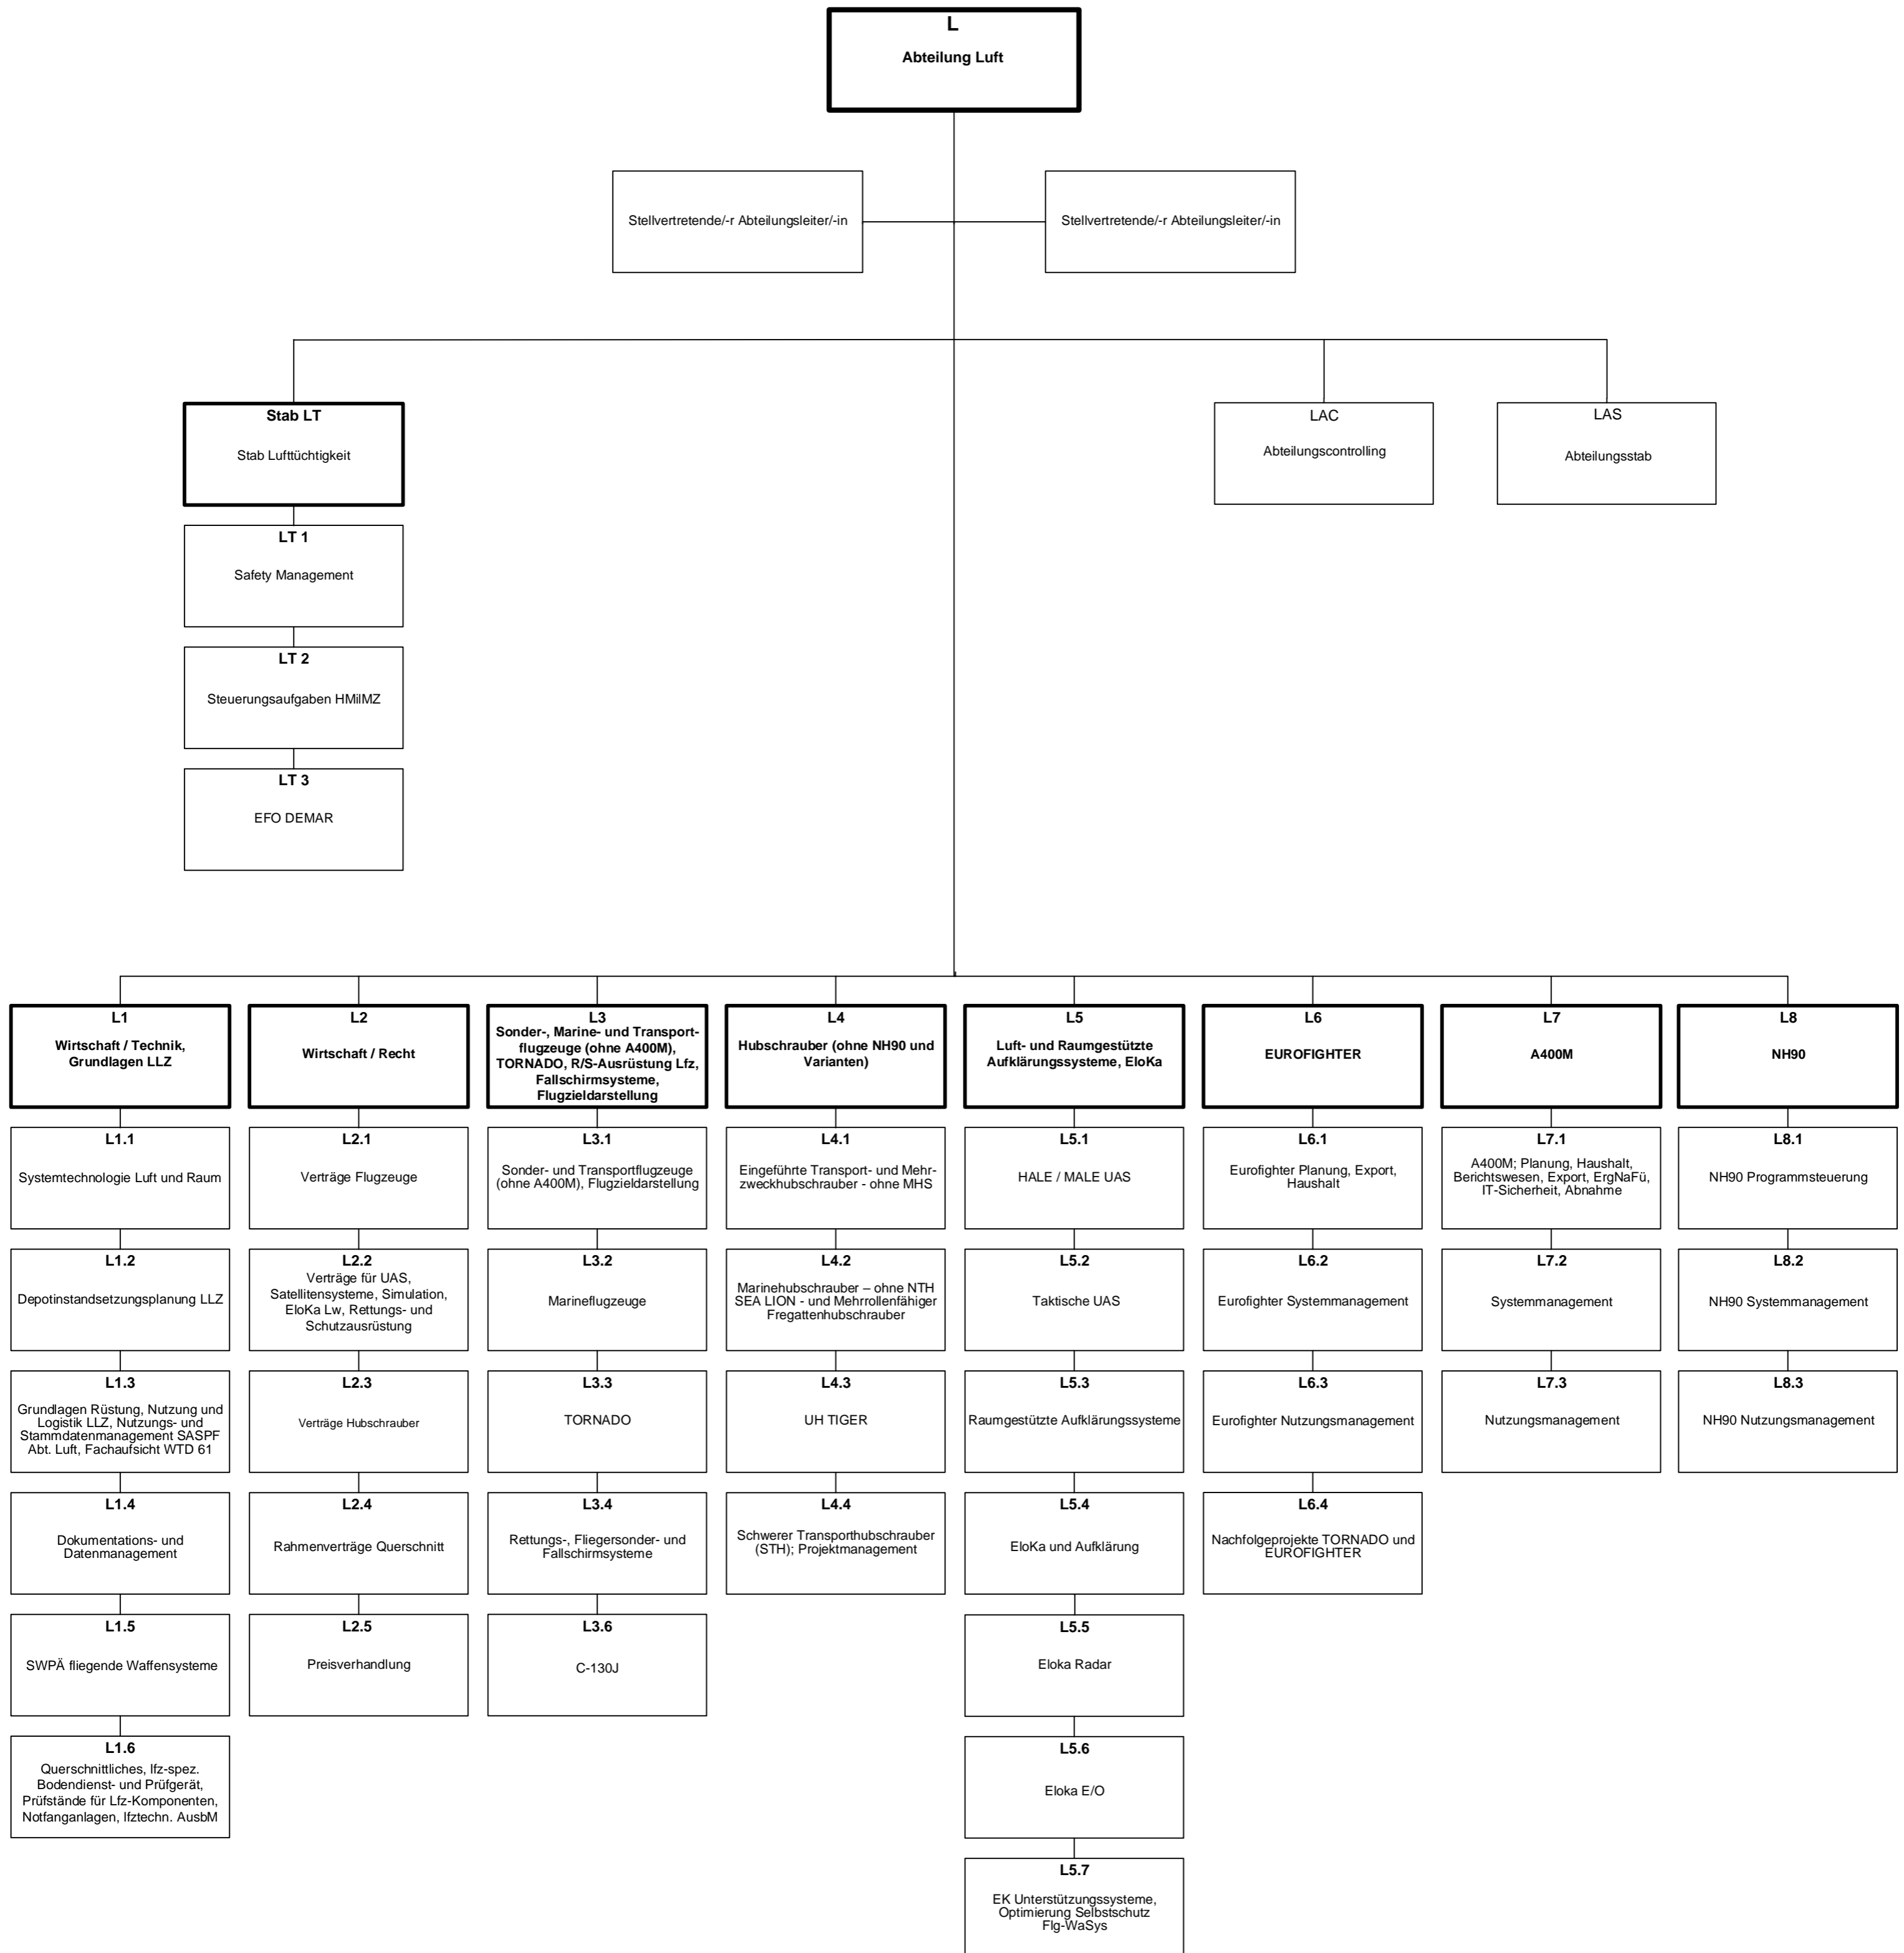 L
Abteilung Luft
Stellvertretende/-r Abteilungsleiter/-in
Stellvertretende/-r Abteilungsleiter/-in
Stab LT
Stab Lufttüchtigkeit
LAC
Abteilungscontrolling
LAS
Abteilungsstab
LT 1
Safety Management
LT 2
Steuerungsaufgaben HMilMZ
LT 3
EFO DEMAR
L1
Wirtschaft / Technik,
Grundlagen LLZ
L2
Wirtschaft / Recht
L3
Sonder-, Marine- und Transport-
flugzeuge (ohne A400M),
TORNADO, R/S-Ausrüstung Lfz,
Fallschirmsysteme,
Flugzieldarstellung
L4
Hubschrauber (ohne NH90 und
Varianten)
L5
Luft- und Raumgestützte
Aufklärungssysteme, EloKa
L6
EUROFIGHTER
L7
A400M
L8
NH90
L1.1
Systemtechnologie Luft und Raum
L2.1
Verträge Flugzeuge
L3.1
Sonder- und Transportflugzeuge
(ohne A400M), Flugzieldarstellung
L4.1
Eingeführte Transport- und Mehr-
zweckhubschrauber - ohne MHS
L5.1
HALE / MALE UAS
L6.1
Eurofighter Planung, Export,
Haushalt
L7.1
A400M; Planung, Haushalt,
Berichtswesen, Export, ErgNaFü,
IT-Sicherheit, Abnahme
L8.1
NH90 Programmsteuerung
L1.2
Depotinstandsetzungsplanung LLZ
L2.2
Verträge für UAS,
Satellitensysteme, Simulation,
EloKa Lw, Rettungs- und
Schutzausrüstung
L3.2
Marineflugzeuge
L4.2
Marinehubschrauber – ohne NTH
SEA LION - und Mehrrollenfähiger
Fregattenhubschrauber
L5.2
Taktische UAS
L6.2
Eurofighter Systemmanagement
L7.2
Systemmanagement
L8.2
NH90 Systemmanagement
L1.3
Grundlagen Rüstung, Nutzung und
Logistik LLZ, Nutzungs- und
Stammdatenmanagement SASPF
Abt. Luft, Fachaufsicht WTD 61
L2.3
Verträge Hubschrauber
L3.3
TORNADO
L4.3
UH TIGER
L5.3
Raumgestützte Aufklärungssysteme
L6.3
Eurofighter Nutzungsmanagement
L7.3
Nutzungsmanagement
L8.3
NH90 Nutzungsmanagement
L1.4
Dokumentations- und
Datenmanagement
L2.4
Rahmenverträge Querschnitt
L3.4
Rettungs-, Fliegersonder- und
Fallschirmsysteme
L4.4
Schwerer Transporthubschrauber
(STH); Projektmanagement
L5.4
EloKa und Aufklärung
L6.4
Nachfolgeprojekte TORNADO und
EUROFIGHTER
L1.5
SWPÄ fliegende Waffensysteme
L2.5
Preisverhandlung
L3.6
C-130J
L5.5
Eloka Radar
L1.6
Querschnittliches, lfz-spez.
Bodendienst- und Prüfgerät,
Prüfstände für Lfz-Komponenten,
Notfanganlagen, lfztechn. AusbM
L5.6
Eloka E/O
L5.7
EK Unterstützungssysteme,
Optimierung Selbstschutz
Flg-WaSys